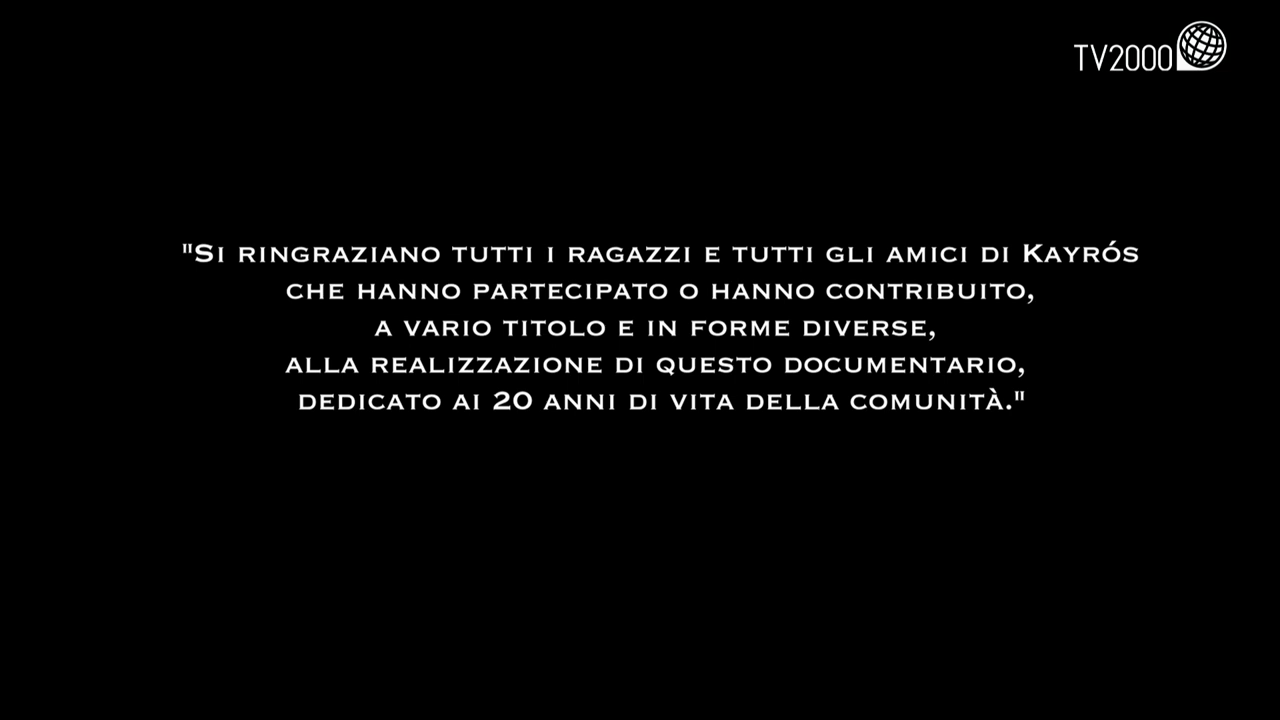 TV2000
"Si ringraziano tutti i ragazzi e tutti gli amici di Kayrós
che hanno partecipato o hanno contribuito,
a vario titolo e in forme diverse,
alla realizzazione di questo documentario,
dedicato ai 20 anni di vita della comunità."